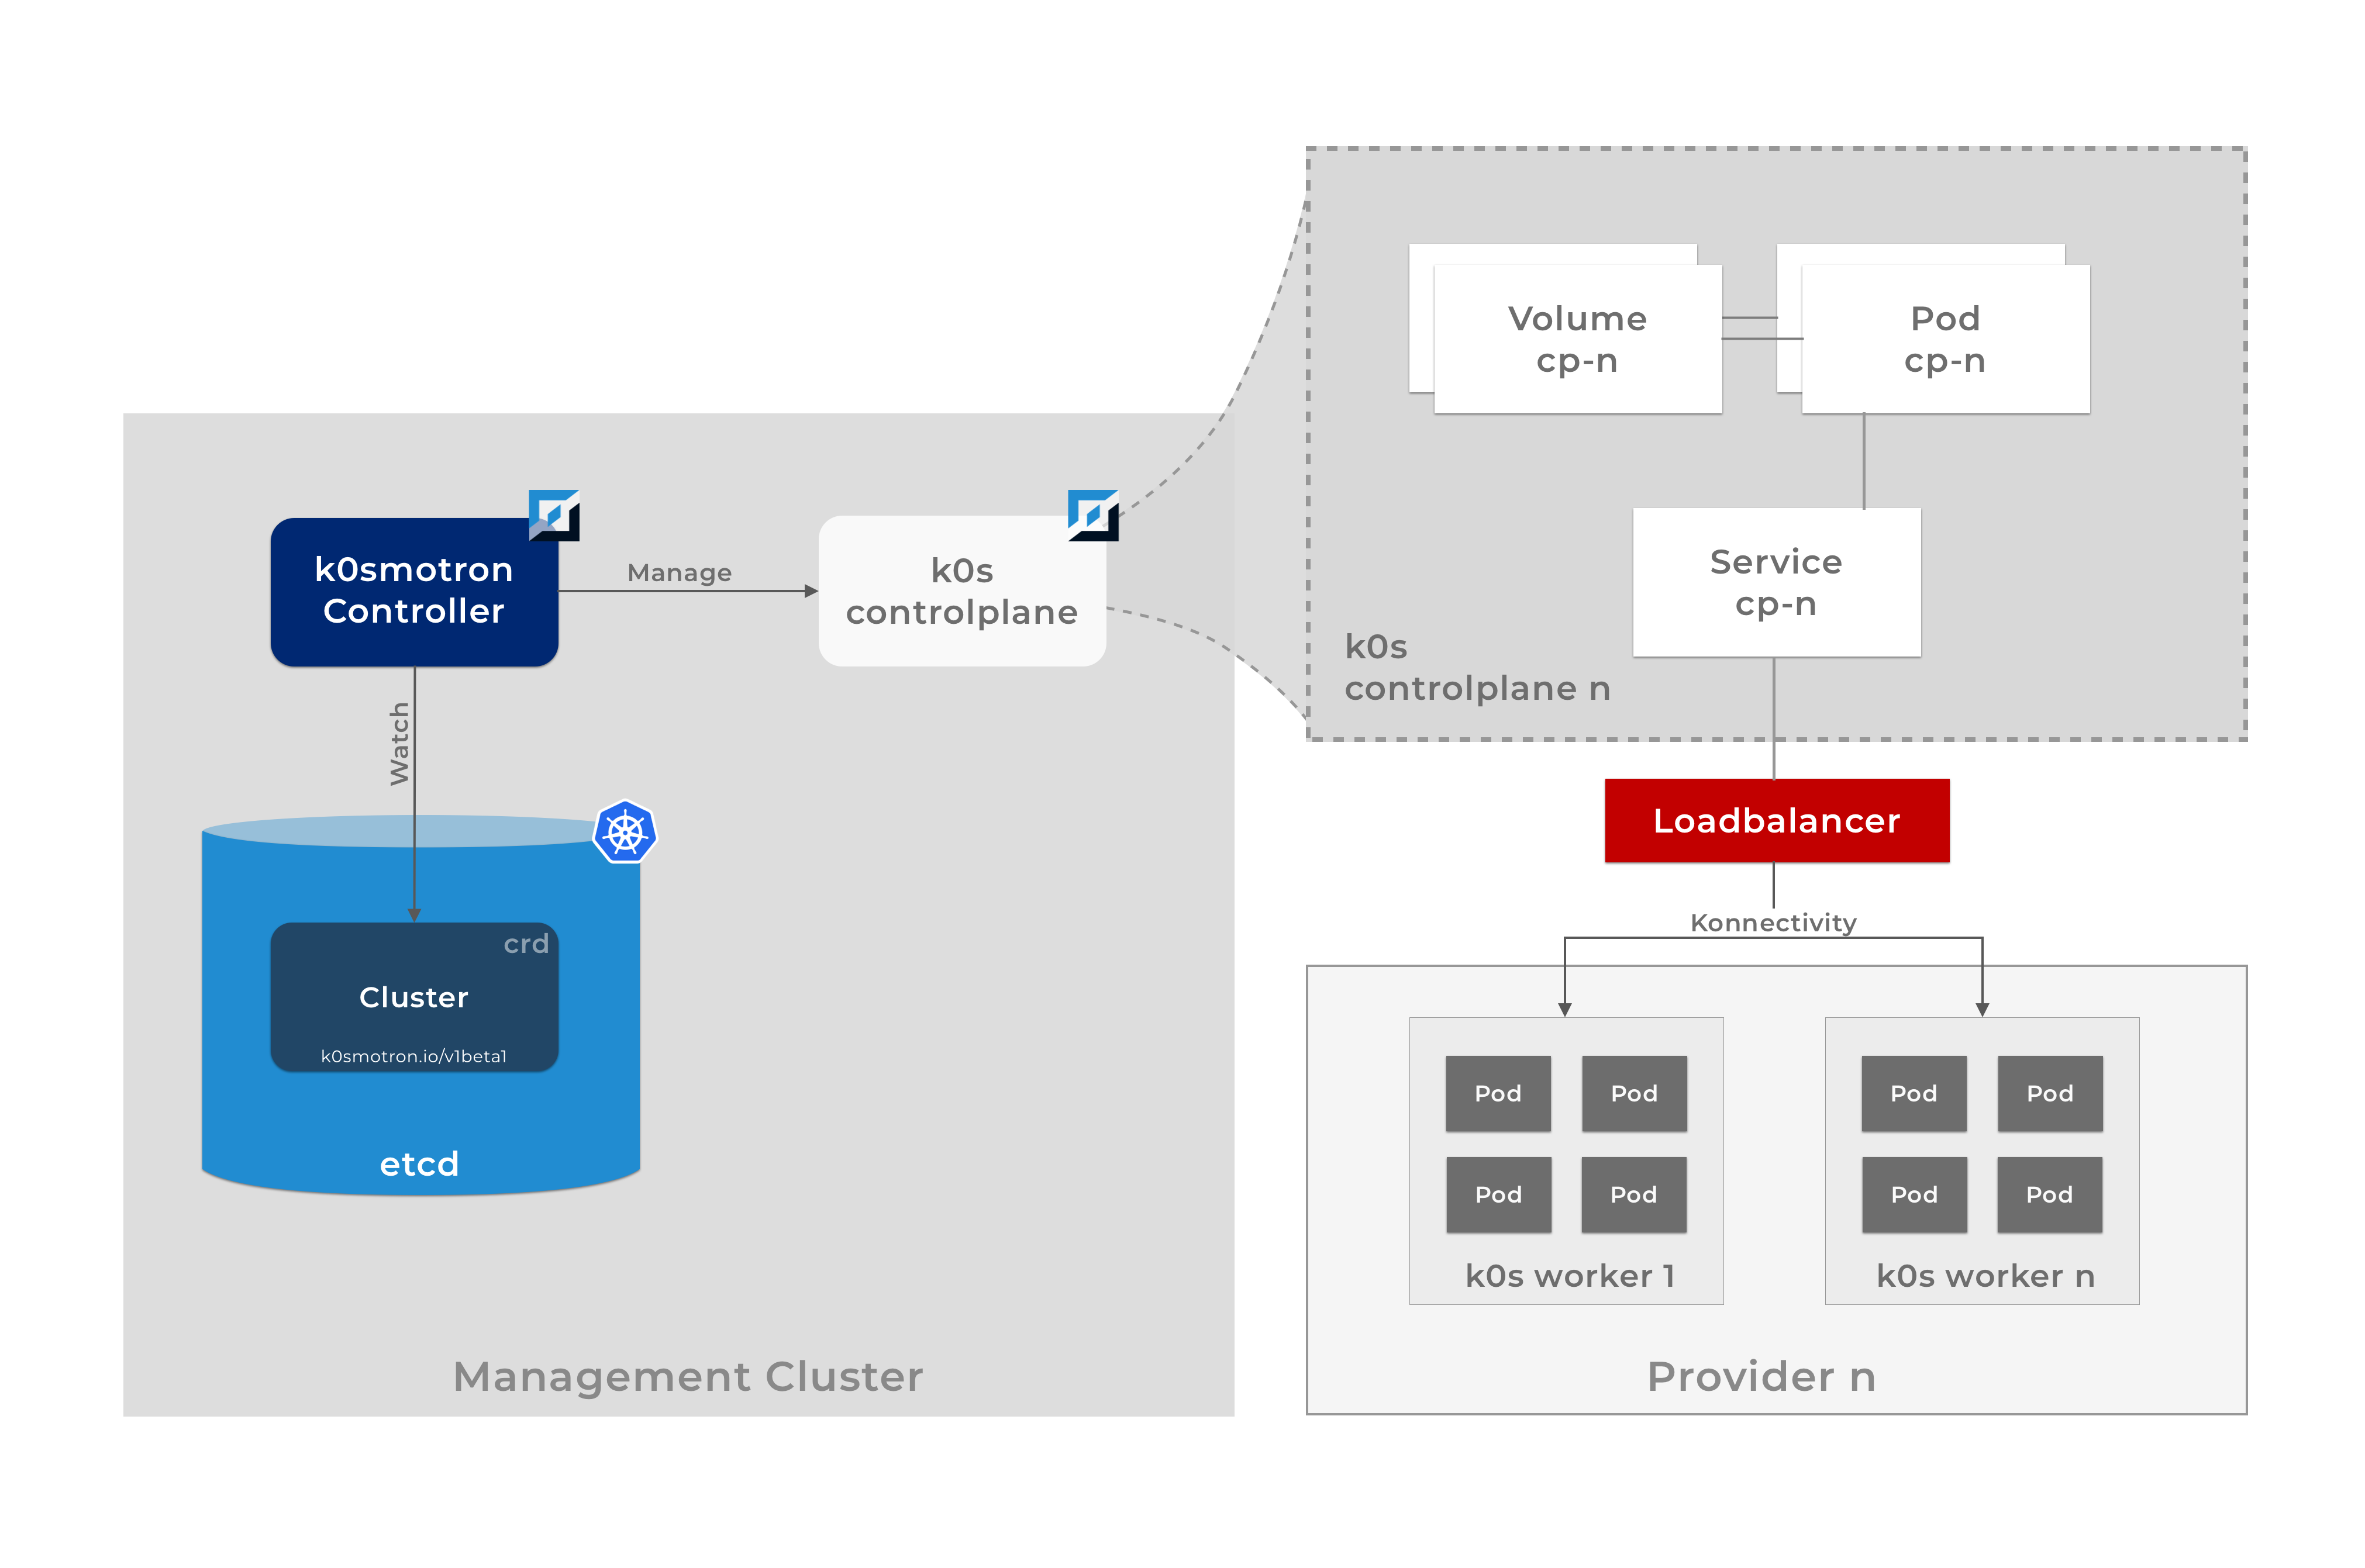 Volume
cp-n
Pod
cp-n
Service
cp-n
k0s
controlplane n
k0smotron
Controller
Manage
k0s
controlplane
Watch
Loadbalancer
Konnectivity
crd
Cluster
k0smotron.io/v1beta1
etcd
Pod
Pod
Pod
Pod
k0s worker 1
Pod
Pod
Pod
Pod
k0s worker n
Management Cluster
Provider n